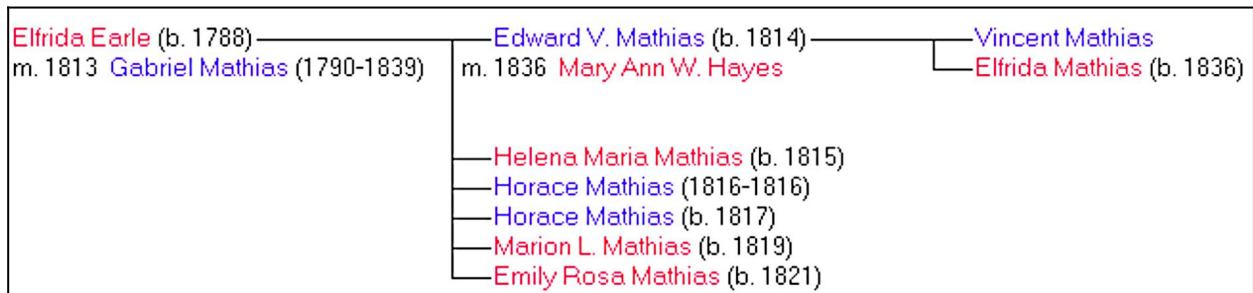 Elfrida Earle (b. 1788) Edward V. Mathias (b. 1814) Vincent Mathias
m. 1813 Gabriel Mathias (1790-1839) m. 1836 Mary Ann W. Hayes Elfrida Mathias (b. 1836)
Helena Maria Mathias (b. 1815)
Horace Mathias (1816-1816)
Horace Mathias (b. 1817)
Marion L. Mathias (b. 1819)
Emily Rosa Mathias (b. 1821)